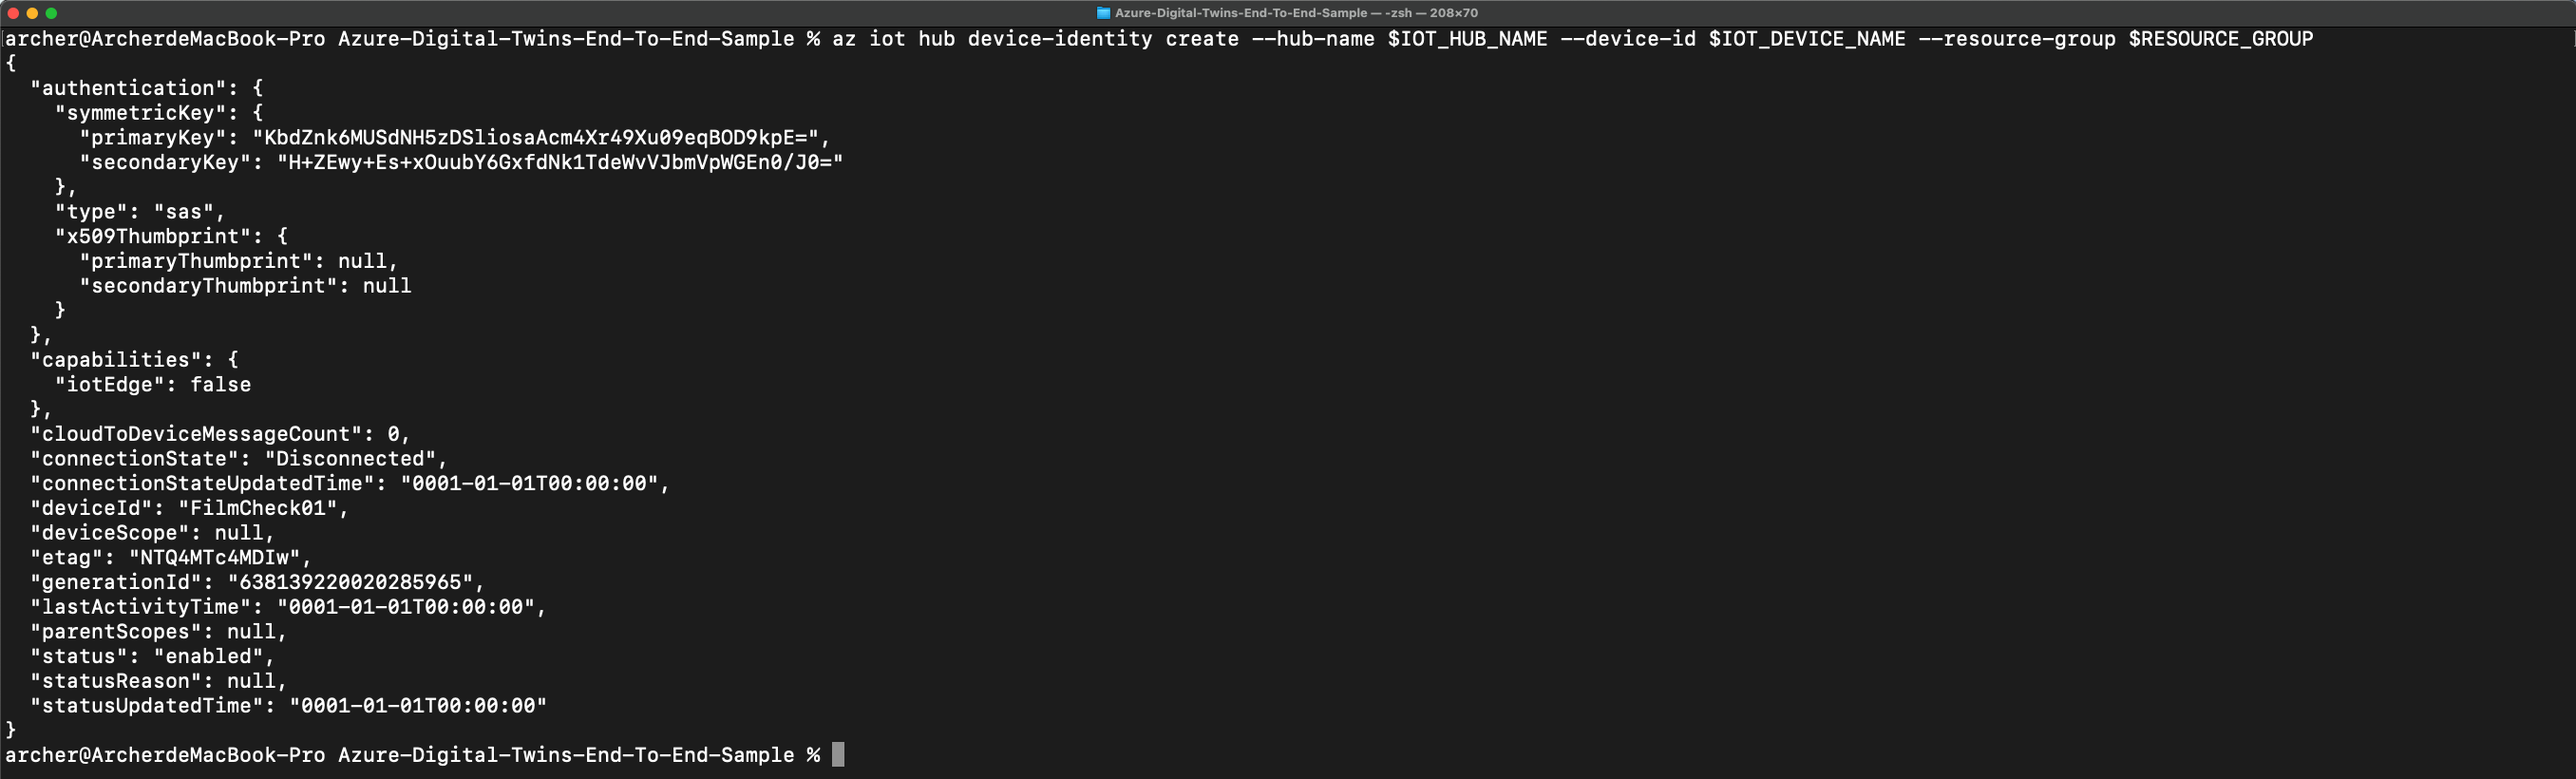 Azure-Digital-Twins-End-To-End-Sample — -zsh — 208×70
archer@ArcherdeMacBook-Pro Azure-Digital-Twins-End-To-End-Sample % az iot hub device-identity create --hub-name $IOT_HUB_NAME --device-id $IOT_DEVICE_NAME --resource-group $RESOURCE_GROUP
{
  "authentication": {
    "symmetricKey": {
      "primaryKey": "KbdZnk6MUSdNH5zDSliosaAcm4Xr49Xu09eqBOD9kpE=",
      "secondaryKey": "H+ZEwy+Es+xOuubY6GxfdNk1TdeWvVJbmVpWGEn0/J0="
    },
    "type": "sas",
    "x509Thumbprint": {
      "primaryThumbprint": null,
      "secondaryThumbprint": null
    }
  },
  "capabilities": {
    "iotEdge": false
  },
  "cloudToDeviceMessageCount": 0,
  "connectionState": "Disconnected",
  "connectionStateUpdatedTime": "0001-01-01T00:00:00",
  "deviceId": "FilmCheck01",
  "deviceScope": null,
  "etag": "NTQ4MTc4MDIw",
  "generationId": "638139220020285965",
  "lastActivityTime": "0001-01-01T00:00:00",
  "parentScopes": null,
  "status": "enabled",
  "statusReason": null,
  "statusUpdatedTime": "0001-01-01T00:00:00"
}
archer@ArcherdeMacBook-Pro Azure-Digital-Twins-End-To-End-Sample %